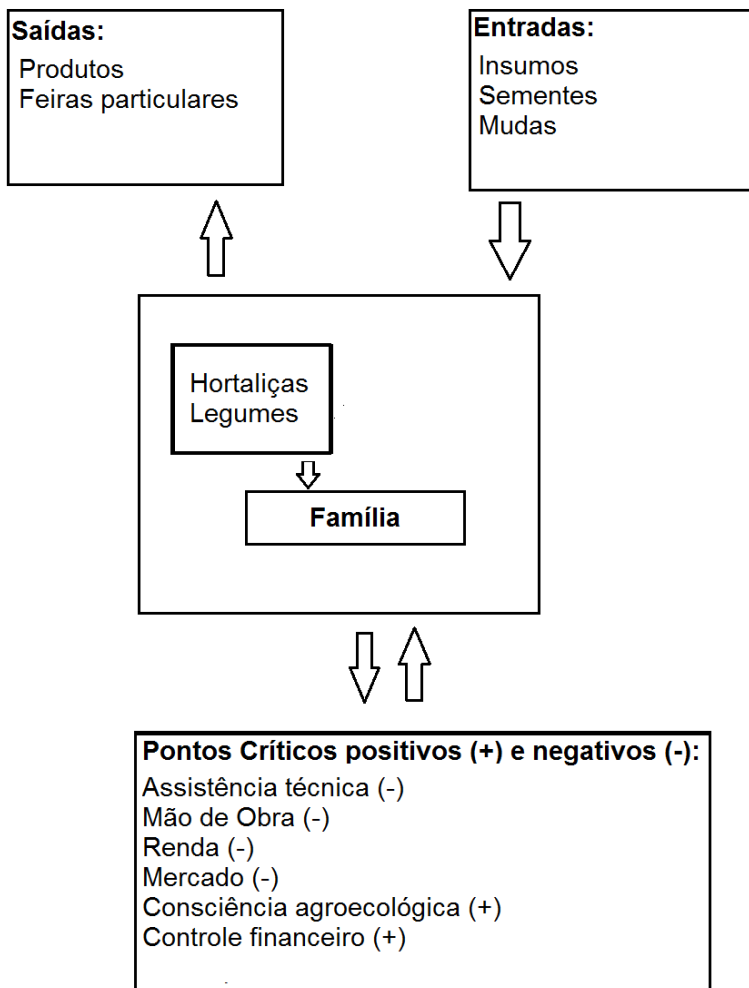 Saídas:
Produtos
Feiras particulares
Entradas:
Insumos
Sementes
Mudas
Hortaliças
Legumes
Família
Pontos Críticos positivos (+) e negativos (-):
Assistência técnica (-)
Mão de Obra (-)
Renda (-)
Mercado (-)
Consciência agroecológica (+)
Controle financeiro (+)